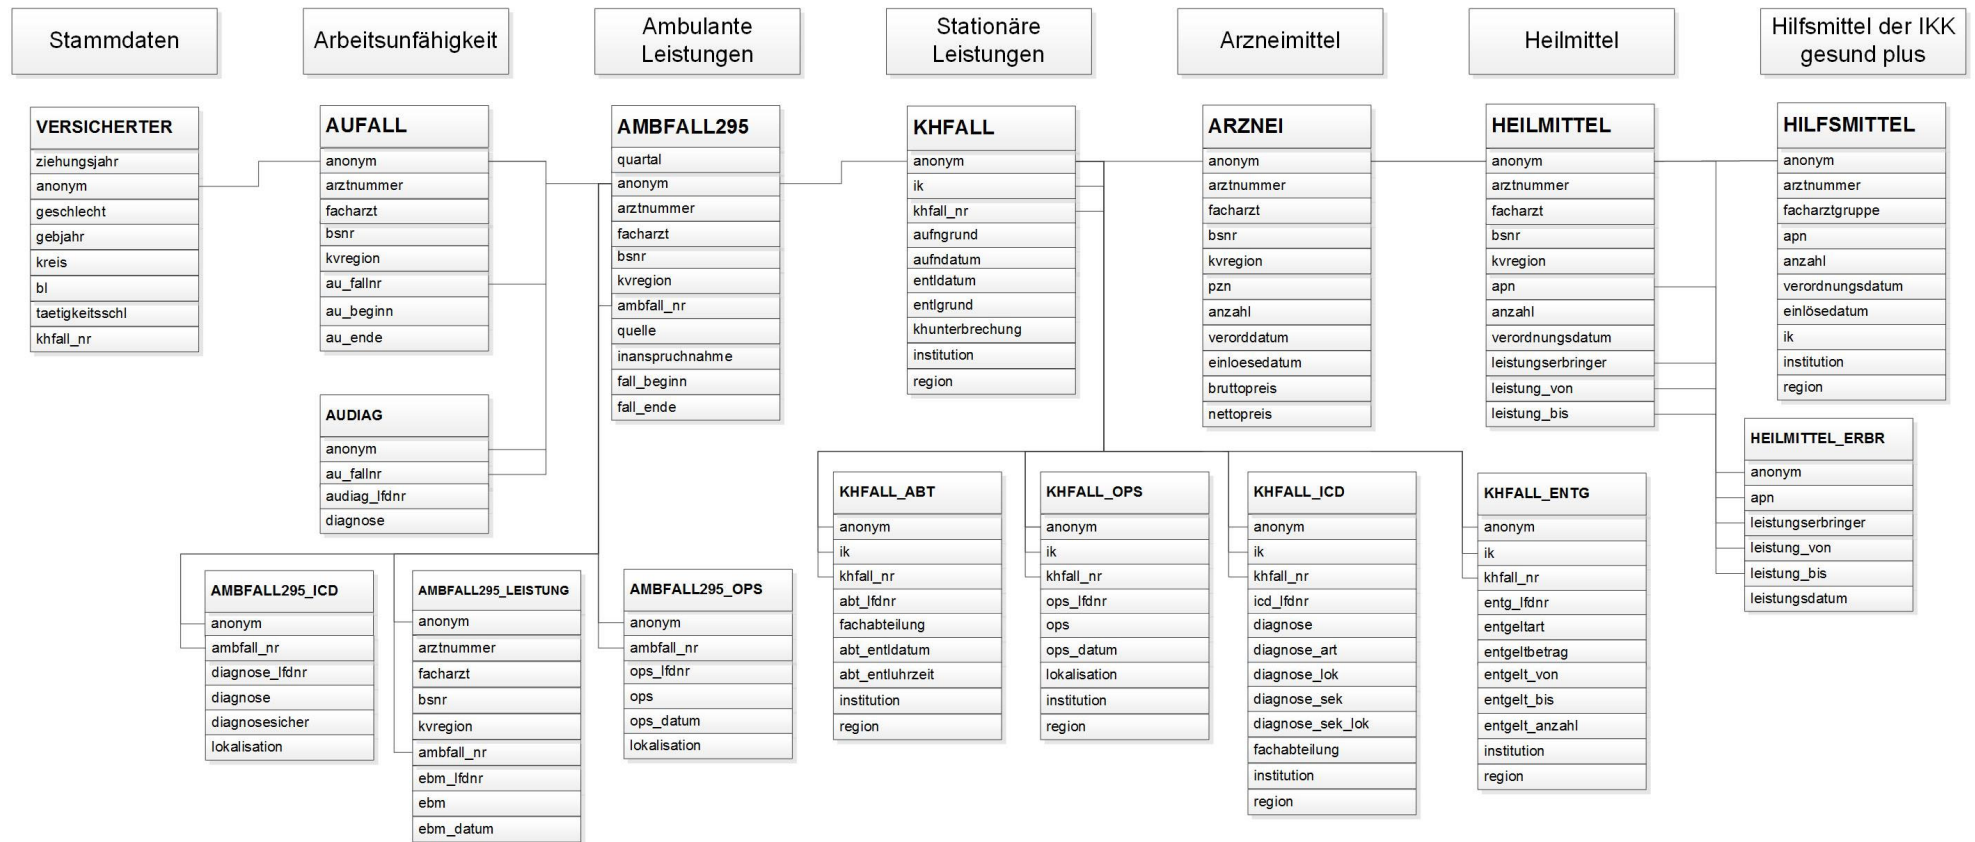 Stammdaten
Arbeitsunfähigkeit
Ambulante
Leistungen
Stationäre
Leistungen
Arzneimittel
Heilmittel
Hilfsmittel der IKK
gesund plus
VERSICHERTER
ziehungsjahr
anonym
geschlecht
gebjahr
kreis
bl
taetigkeitsschl
khfall_nr
AUFALL
anonym
arztnummer
facharzt
bsnr
kvregion
au_fallnr
au_beginn
au_ende
AUDIAG
anonym
au_fallnr
audiag_lfdnr
diagnose
AMBFALL295
quartal
anonym
arztnummer
facharzt
bsnr
kvregion
ambfall_nr
quelle
inanspruchnahme
fall_beginn
fall_ende
AMBFALL295_ICD
anonym
ambfall_nr
diagnose_lfdnr
diagnose
diagnosesicher
lokalisation
AMBFALL295_LEISTUNG
anonym
arztnummer
facharzt
bsnr
kvregion
ambfall_nr
ebm_lfdnr
ebm
ebm_datum
AMBFALL295_OPS
anonym
ambfall_nr
ops_lfdnr
ops
ops_datum
lokalisation
KHFALL
anonym
ik
khfall_nr
aufngrund
aufndatum
entldatum
entlgrund
khunterbrechung
institution
region
KHFALL_ABT
anonym
ik
khfall_nr
abt_lfdnr
fachabteilung
abt_entldatum
abt_entluhrzeit
institution
region
KHFALL_OPS
anonym
ik
khfall_nr
ops_lfdnr
ops
ops_datum
lokalisation
institution
region
KHFALL_ICD
anonym
ik
khfall_nr
icd_lfdnr
diagnose
diagnose_art
diagnose_lok
diagnose_sek
diagnose_sek_lok
fachabteilung
institution
region
KHFALL_ENTG
anonym
ik
khfall_nr
entg_lfdnr
entgeltart
entgeltbetrag
entgelt_von
entgelt_bis
entgelt_anzahl
institution
region
ARZNEI
anonym
arztnummer
facharzt
bsnr
kvregion
pzn
anzahl
verorddatum
einloesedatum
bruttopreis
nettopreis
HEILMITTEL
anonym
arztnummer
facharzt
bsnr
kvregion
apn
anzahl
verordnungsdatum
leistungserbringer
leistung_von
leistung_bis
HILFSMITTEL
anonym
arztnummer
facharztgruppe
apn
anzahl
verordnungsdatum
einlösedatum
ik
institution
region
HEILMITTEL_ERBR
anonym
apn
leistungserbringer
leistung_von
leistung_bis
leistungsdatum